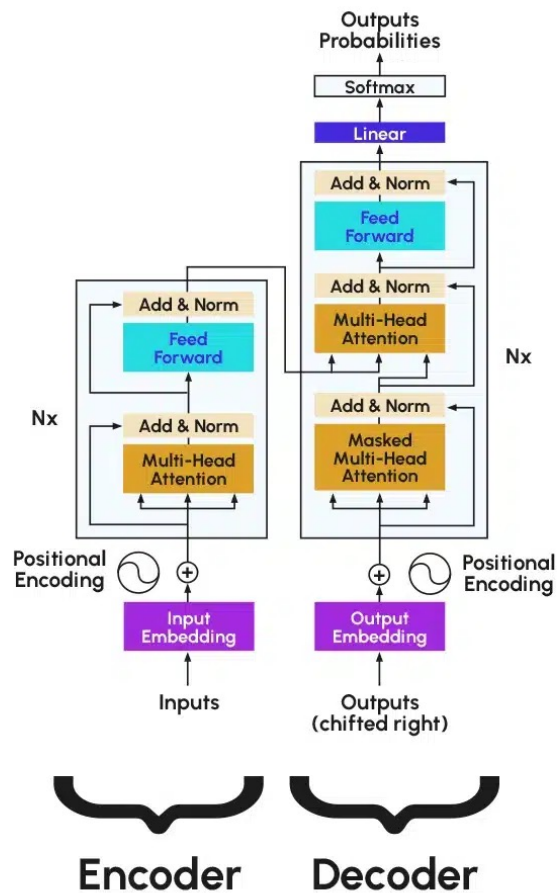 Outputs
Probabilities
Softmax
Linear
Add & Norm
Feed
Forward
Add & Norm
Multi-Head
Attention
Nx
Add & Norm
Masked
Multi-Head
Attention
Add & Norm
Feed
Forward
Nx
Add & Norm
Multi-Head
Attention
Positional
Encoding
+
+
Positional
Encoding
Input
Embedding
Output
Embedding
Inputs
Outputs
(chifted right)
Encoder
Decoder